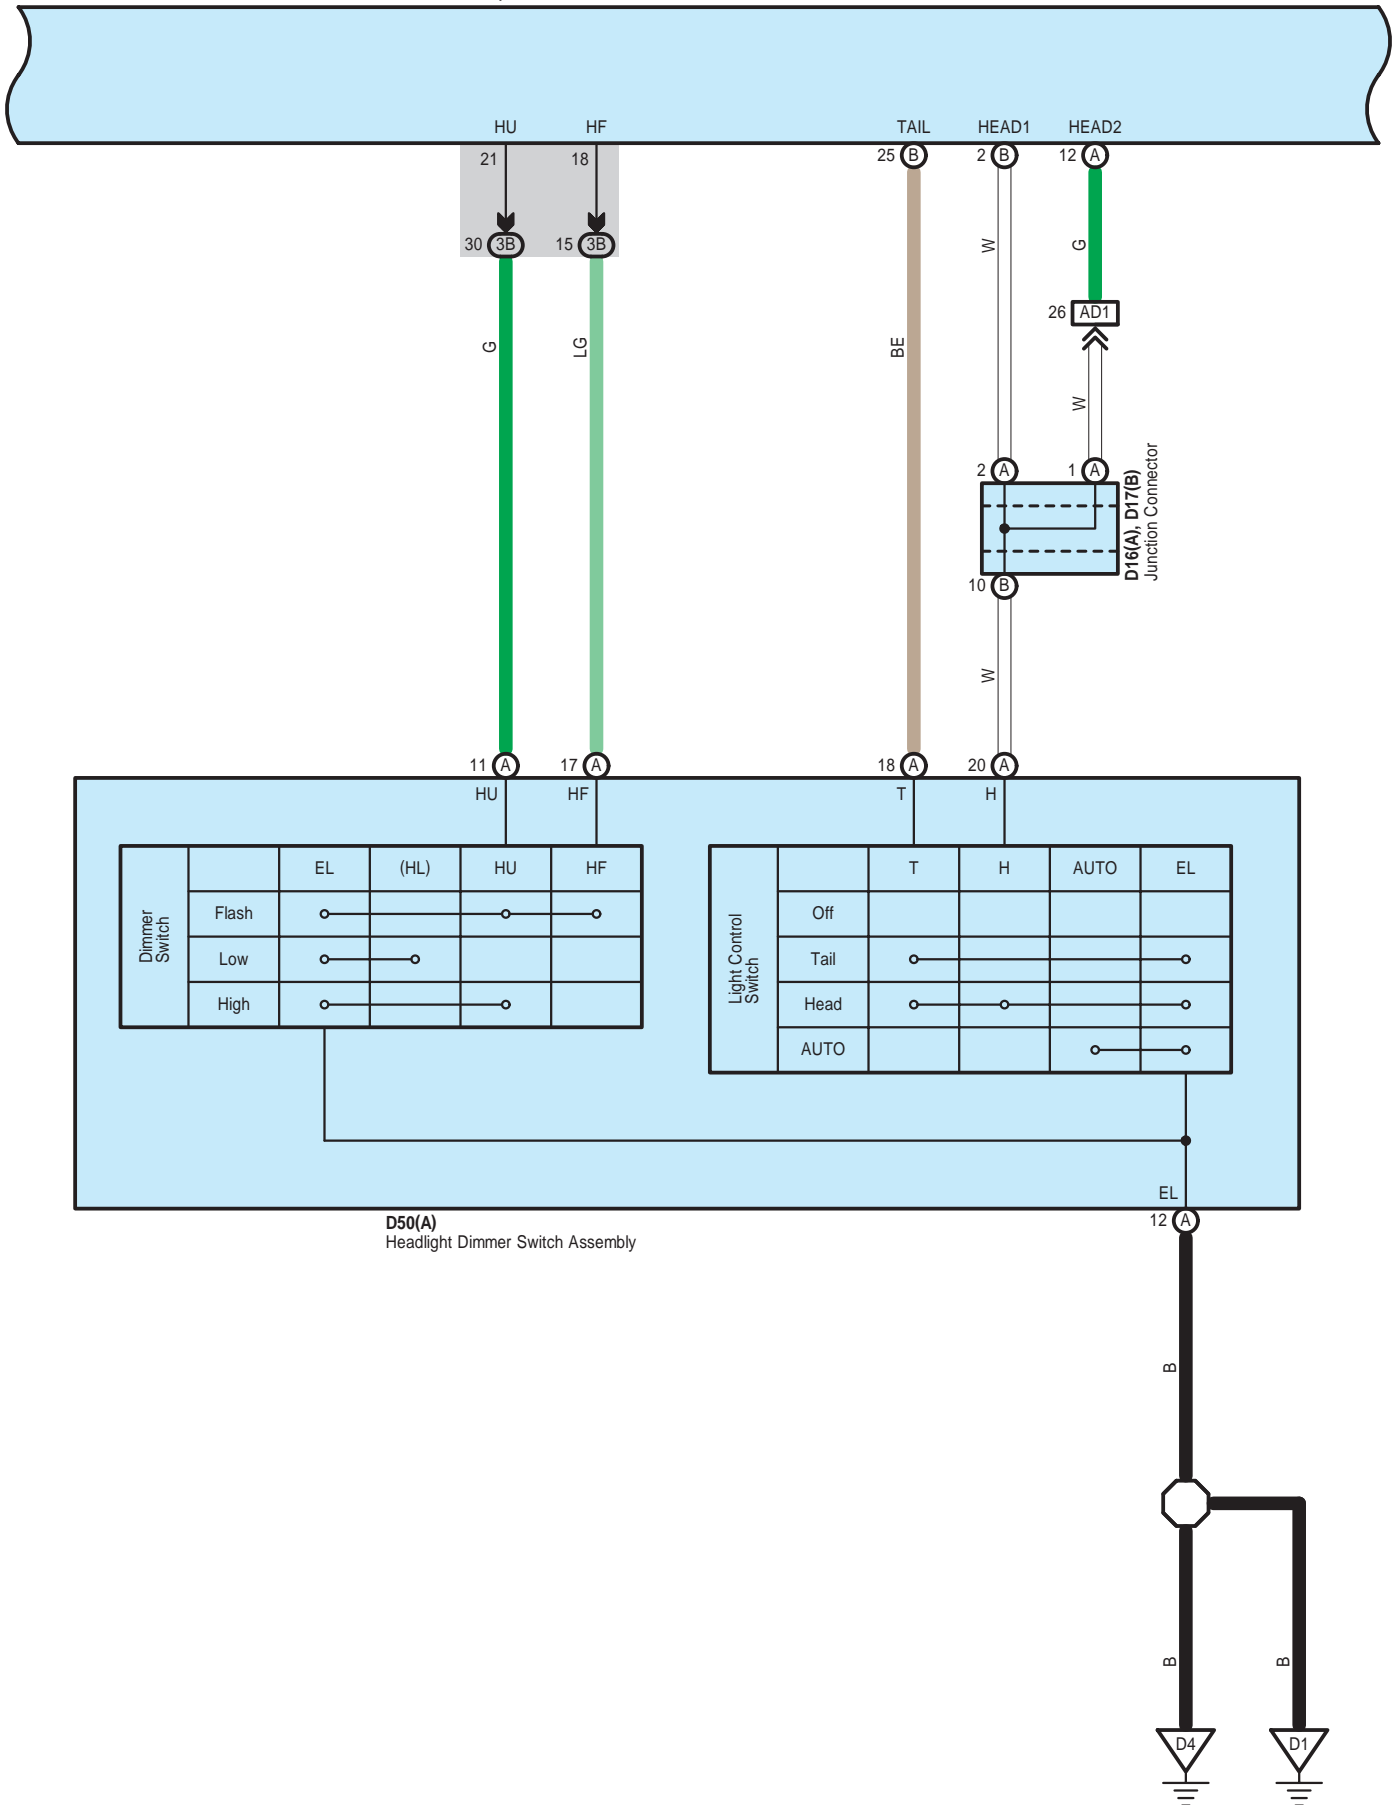 HU HF TAIL HEAD1 HEAD2
21 18 25 B 2 B 12 A
30 3B 15 3B W G
26 AD1
G LG BE
W
2 A 1 A
D16(A), D17(B)
Junction Connector
10 B
W
11 A 17 A 18 A 20 A
HU HF T H
Dimmer
Switch
EL (HL) HU HF
Flash
Low
High
Light Control
Switch
T H AUTO EL
Off
Tail
Head
AUTO
EL
12 A
D50(A)
Headlight Dimmer Switch Assembly
B
B B
D4 D1